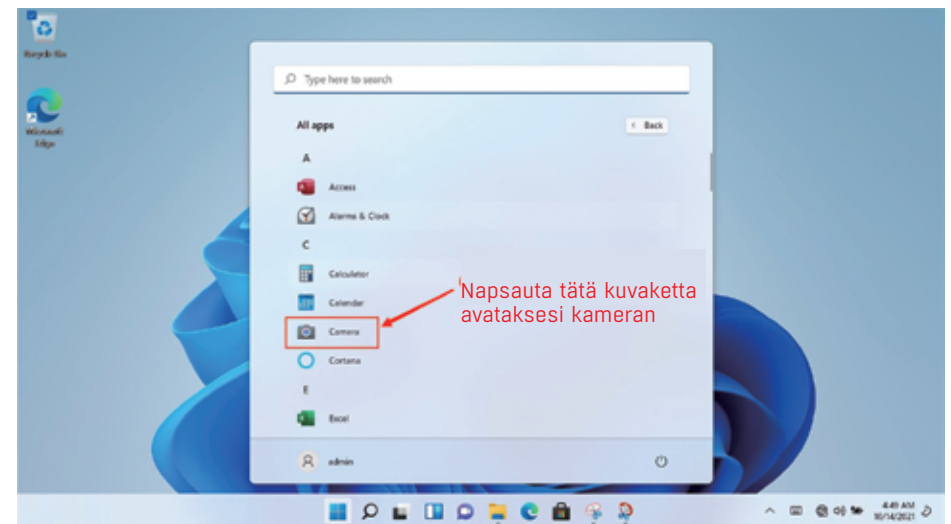 Recycle Bin
Microsoft
Edge
Type here to search
All apps
< Back
A
Access
Alarms & Clock
C
Calculator
Calendar
Napsauta tätä kuvaketta
avataksesi kameran
Camera
Cortana
E
Excel
admin
4:49 AM
10/14/2021